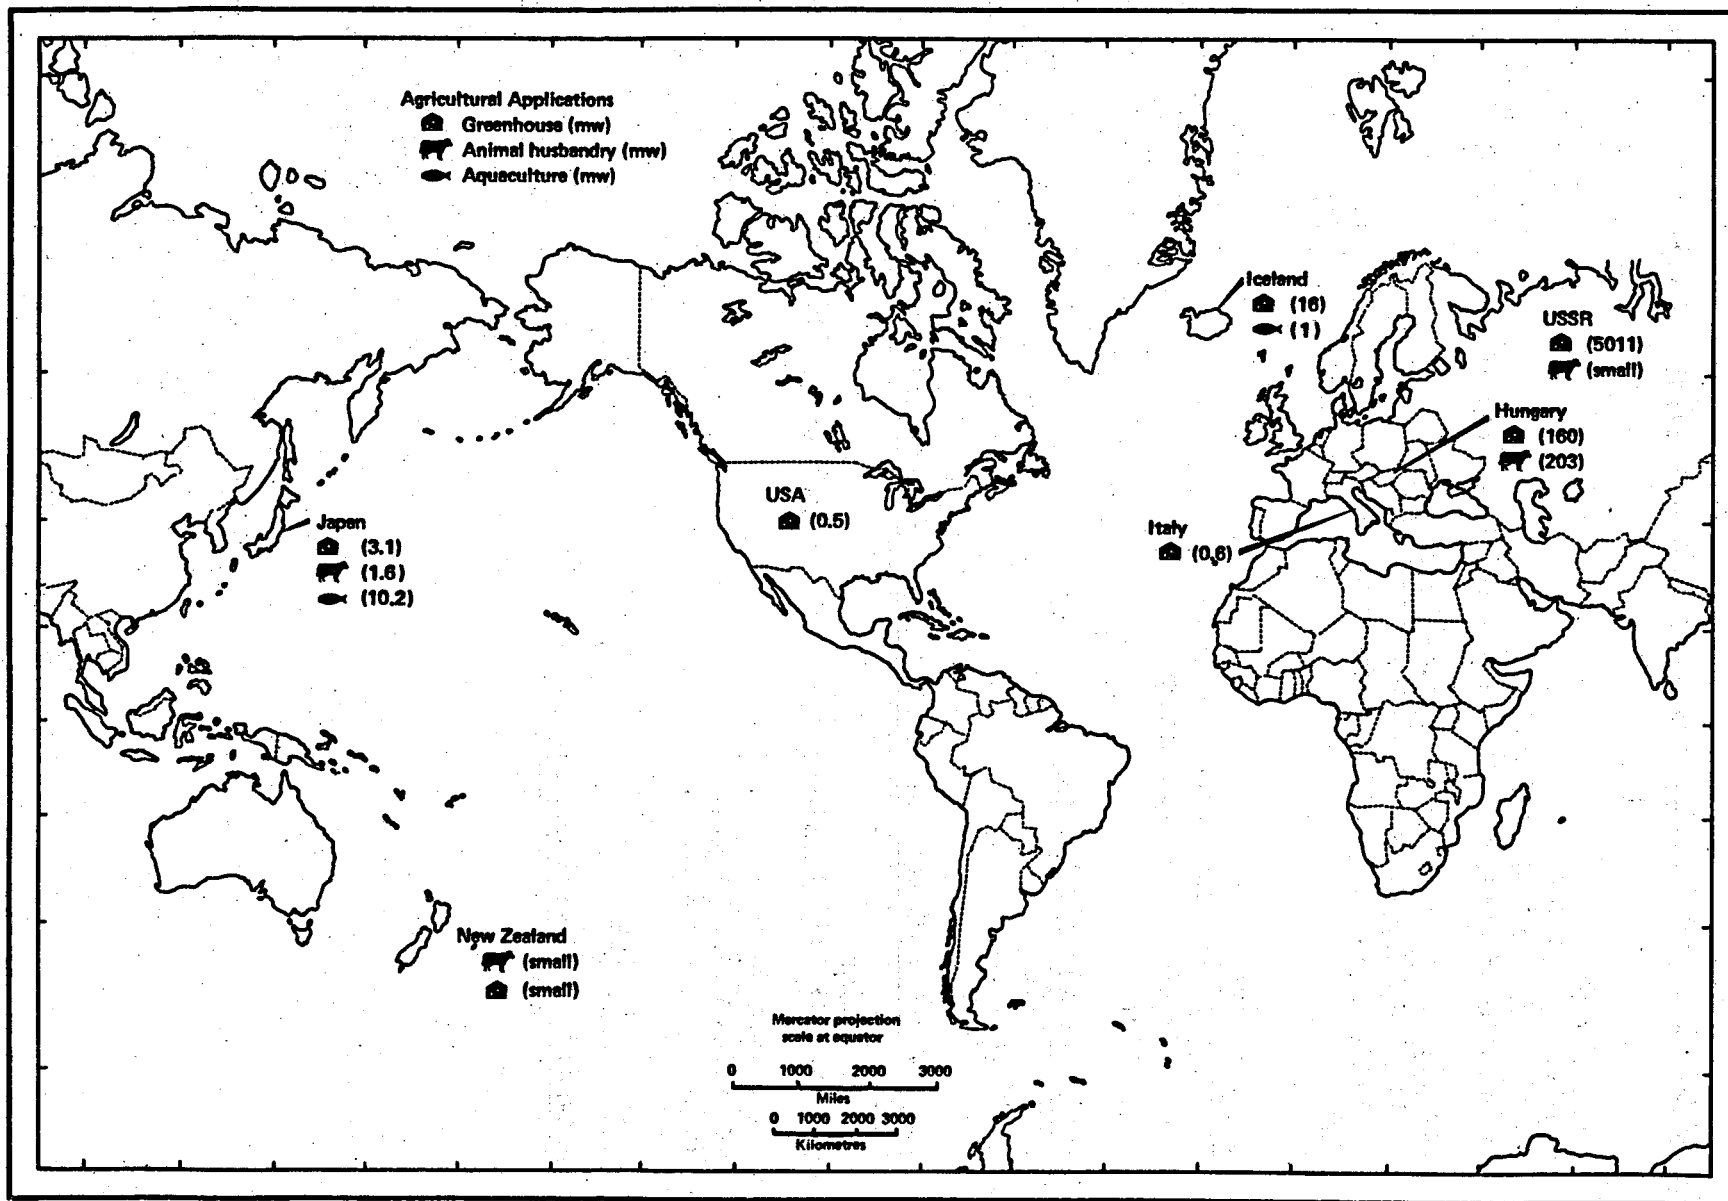 Agricultural Applications
Greenhouse (mw)
Animal husbandry (mw)
Aquaculture (mw)
Iceland
(16)
(1)
USSR
(5011)
(small)
Hungary
(160)
(203)
USA
(0.5)
Italy
(0.6)
Japan
(3.1)
(1.6)
(10.2)
New Zealand
(small)
(small)
Mercator projection
scale at equator
0 1000 2000 3000
Miles
0 1000 2000 3000
Kilometres